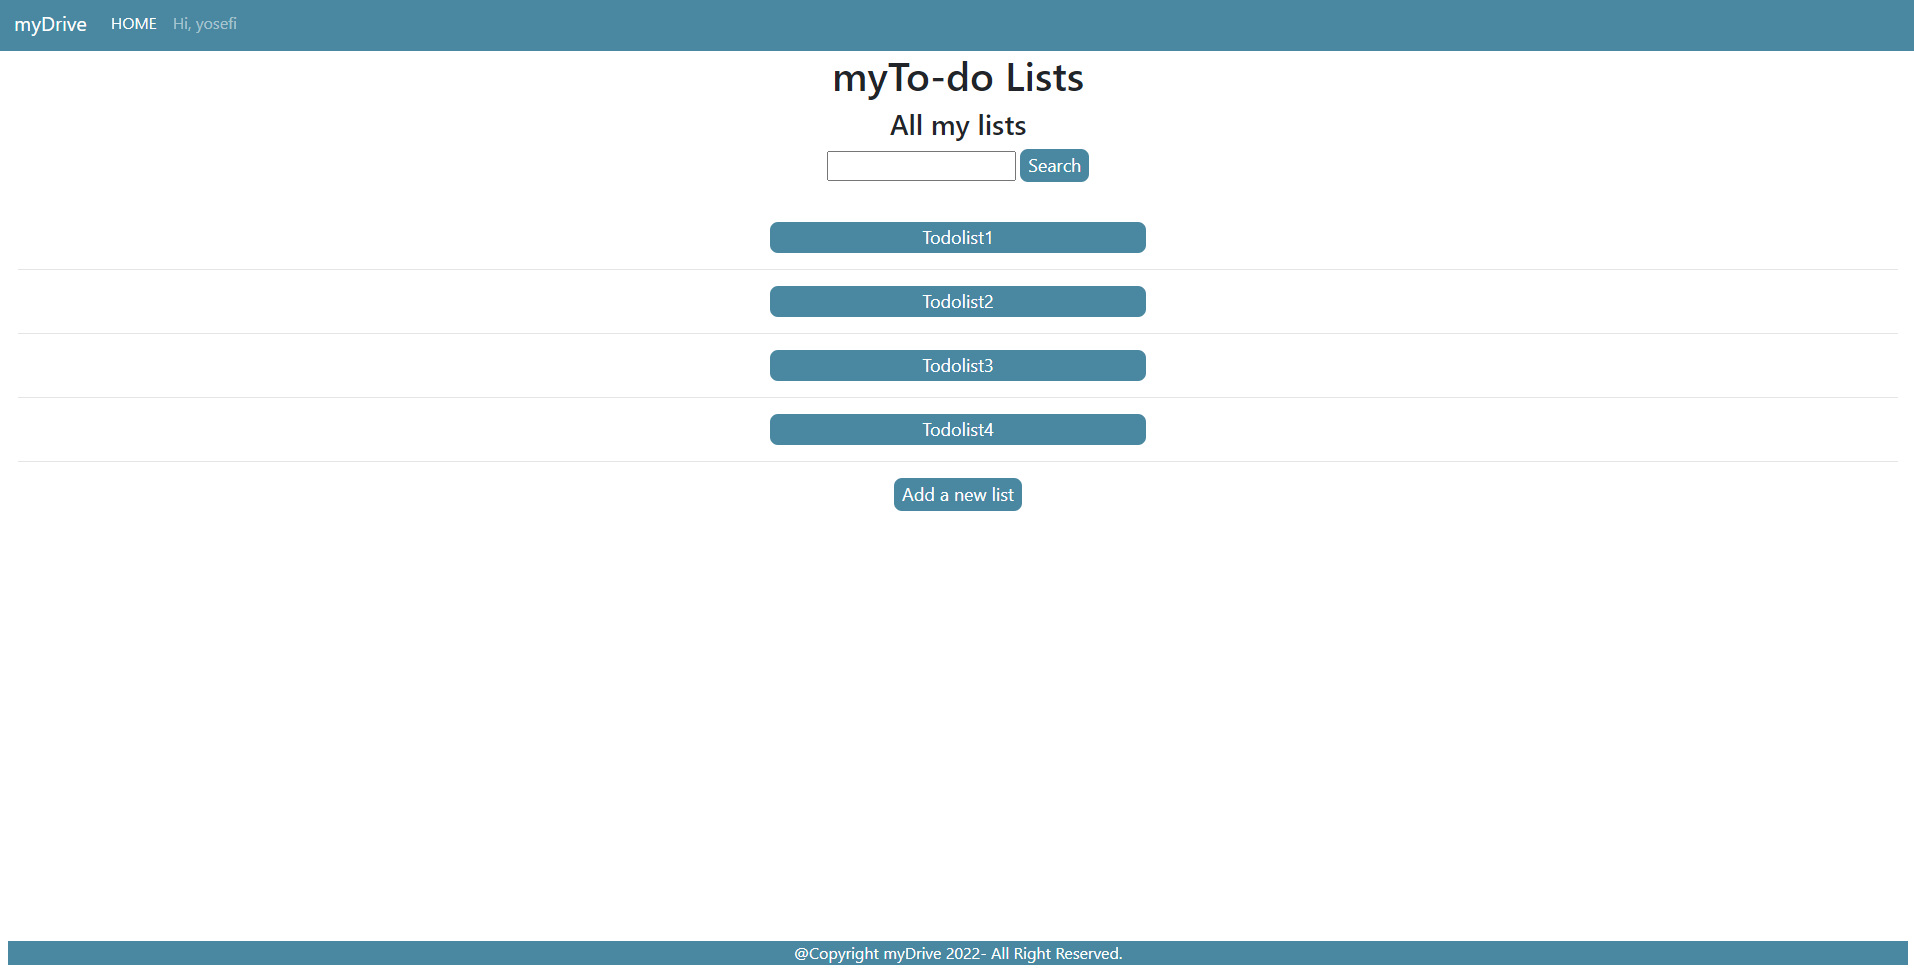 myDrive HOME Hi, yosefi
myTo-do Lists
All my lists
Search
Todolist1
Todolist2
Todolist3
Todolist4
Add a new list
@Copyright myDrive 2022- All Right Reserved.